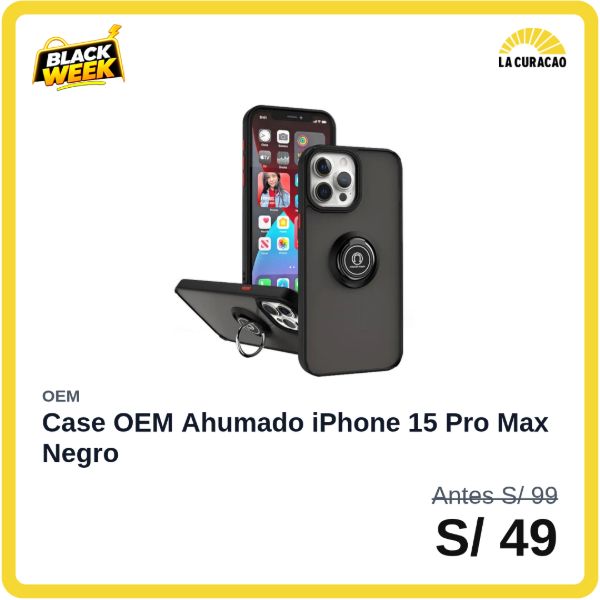 BLACK
WEEK
LA CURACAO
OEM
Case OEM Ahumado iPhone 15 Pro Max
Negro
Antes S/ 99
S/ 49